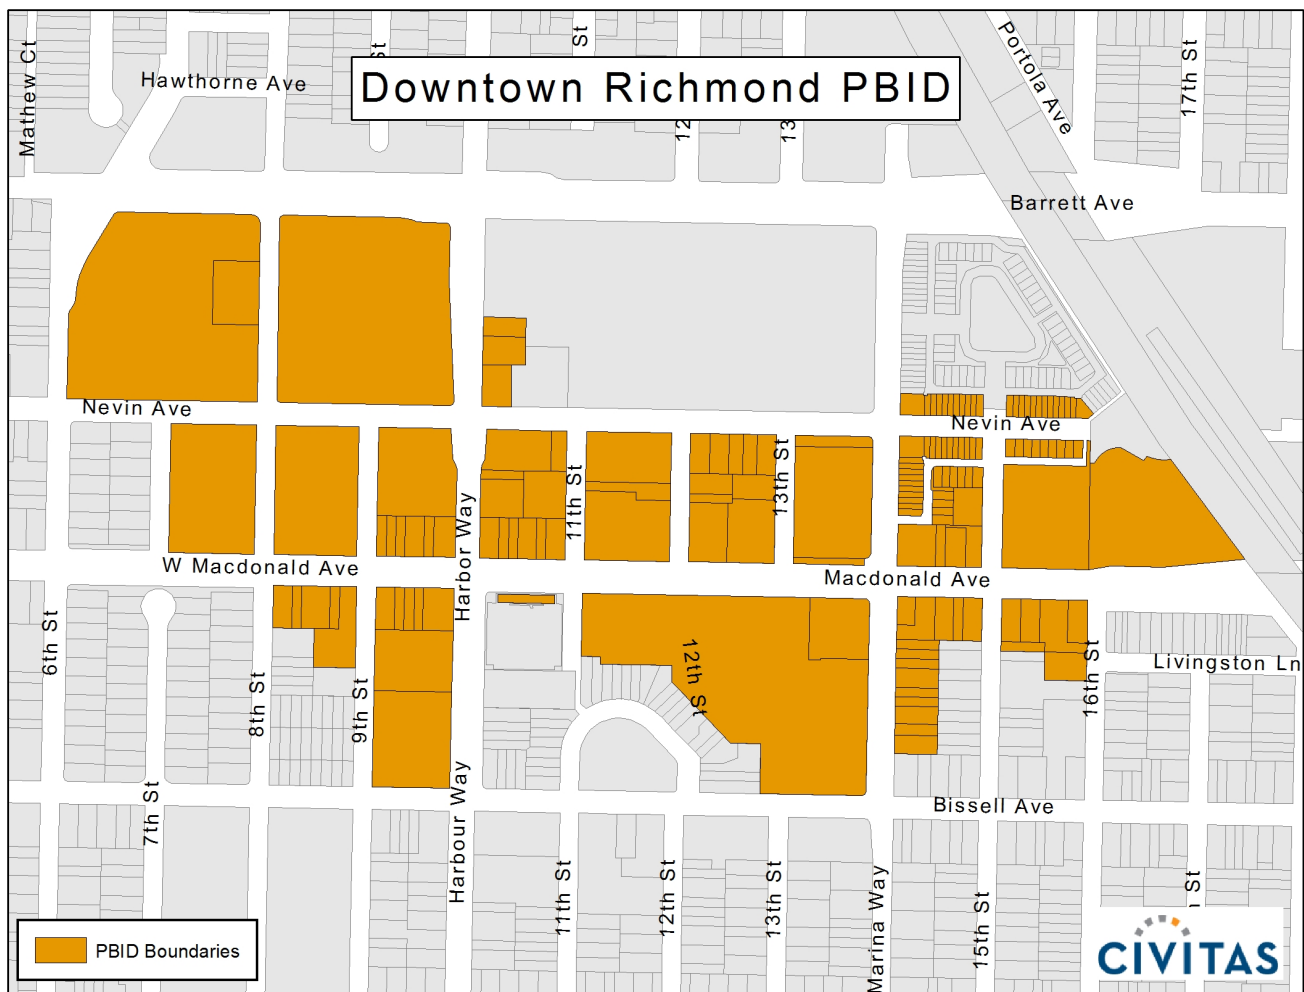 Mathew Ct
Hawthorne Ave
St
St
Downtown Richmond PBID
12
13
Portola Ave
17th St
Barrett Ave
Nevin Ave
Nevin Ave
Harbor Way
11th St
13th St
W Macdonald Ave
Macdonald Ave
6th St
8th St
9th St
12th St
16th St
Livingston Ln
7th St
Harbour Way
Bissell Ave
11th St
12th St
13th St
Marina Way
15th St
St
PBID Boundaries
CIVITAS